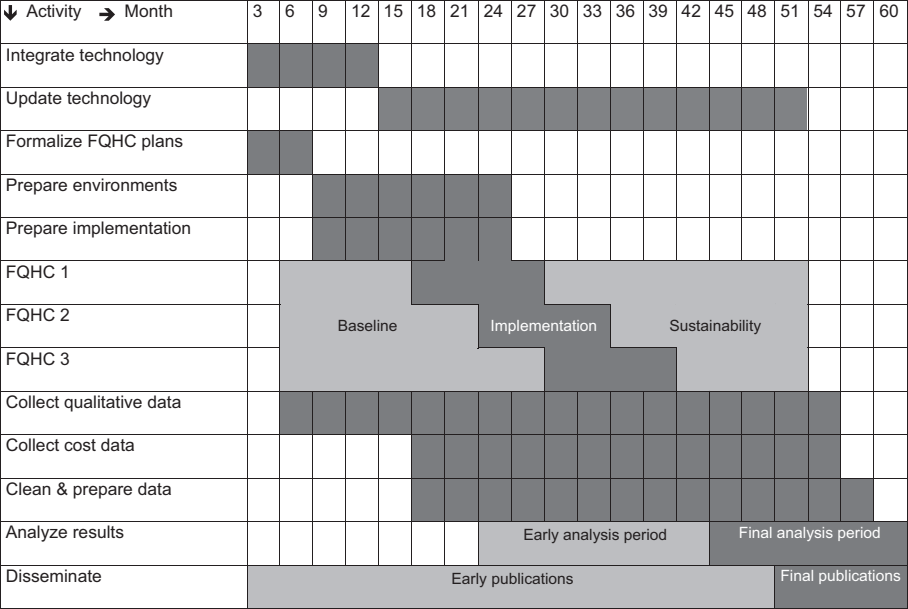 ↓ Activity → Month 3 6 9 12 15 18 21 24 27 30 33 36 39 42 45 48 51 54 57 60
Integrate technology
Update technology
Formalize FQHC plans
Prepare environments
Prepare implementation
FQHC 1
FQHC 2 Baseline Implementation Sustainability
FQHC 3
Collect qualitative data
Collect cost data
Clean & prepare data
Analyze results Early analysis period Final analysis period
Disseminate Early publications Final publications